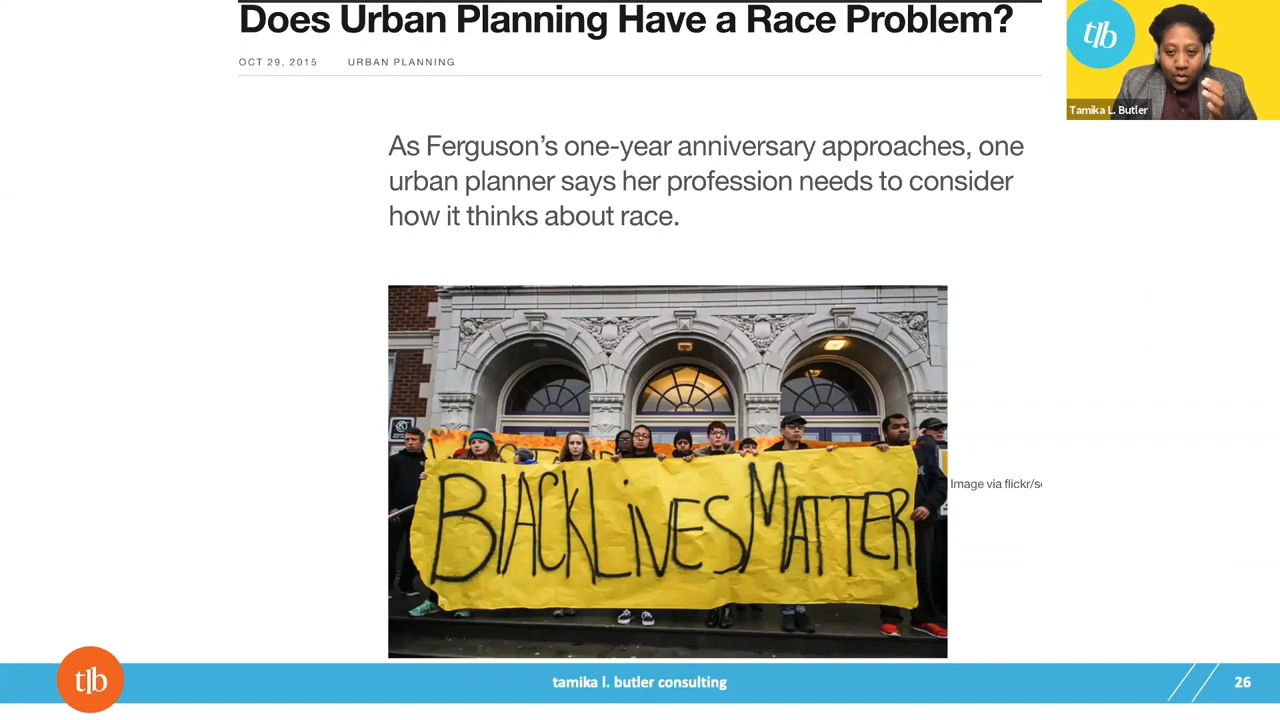 Does Urban Planning Have a Race Problem?
OCT 29, 2015 URBAN PLANNING
tlb
Tamika L. Butler
As Ferguson's one-year anniversary approaches, one
urban planner says her profession needs to consider
how it thinks about race.
BlACK LiVES MATTER
Image via flickr/s
tlb
tamika l. butler consulting
26